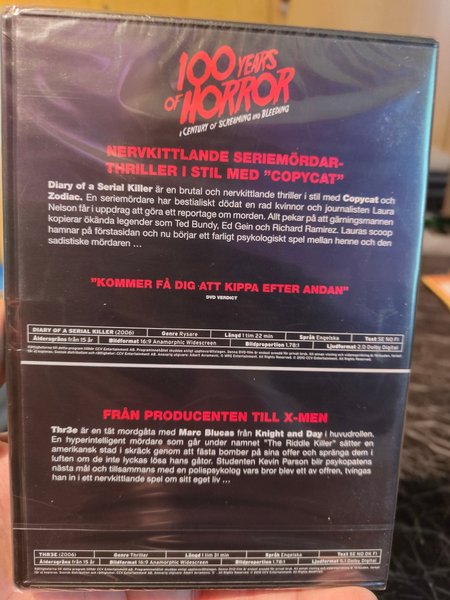 100 YEARS
OF HORROR
A CENTURY OF SCREAMING AND BLEEDING
NERVKITTLANDE SERIEMÖRDAR-
THRILLER I STIL MED "COPYCAT"
Diary of a Serial Killer är en brutal och nervkittlande thriller i stil med Copycat och
Zodiac. En seriemördare har bestialiskt dödat en rad kvinnor och journalisten Laura
Nelson får i uppdrag att göra ett reportage om morden. Allt pekar på att gärningsmannen
kopierar ökända legender som Ted Bundy, Ed Gein och Richard Ramirez. Lauras scoop
hamnar på förstasidan och nu börjar ett farligt psykologiskt spel mellan henne och den
sadistiske mördaren ...
"KOMMER FÅ DIG ATT KIPPA EFTER ANDAN"
DVD VERDICT
DIARY OF A SERIAL KILLER (2006) Genre Rysare Längd 1 tim 22 min Språk Engelska Text SE NO FI
Åldersgräns från 15 år Bildformat 16:9 Anamorphic Widescreen Bildproportion 1.78:1 Ljudformat 2.0 Dolby Digital
FRÅN PRODUCENTEN TILL X-MEN
Thr3e är en tät mordgåta med Marc Blucas från Knight and Day i huvudrollen.
En hyperintelligent mördare som går under namnet "The Riddle Killer" sätter en
amerikansk stad i skräck genom att fästa bomber på sina offer och spränga dem i
luften om de inte lyckas lösa hans gåtor. Studenten Kevin Parson blir psykopatens
nästa mål och tillsammans med en polispsykolog vars bror blev ett av offren, tvingas
han in i ett nervkittlande spel om sitt eget liv ...
THR3E (2006) Genre Thriller Längd 1 tim 31 min Språk Engelska Text SE NO DK FI
Åldersgräns från 15 år Bildformat 16:9 Anamorphic Widescreen Bildproportion 1.78:1 Ljudformat 5.1 Dolby Digital